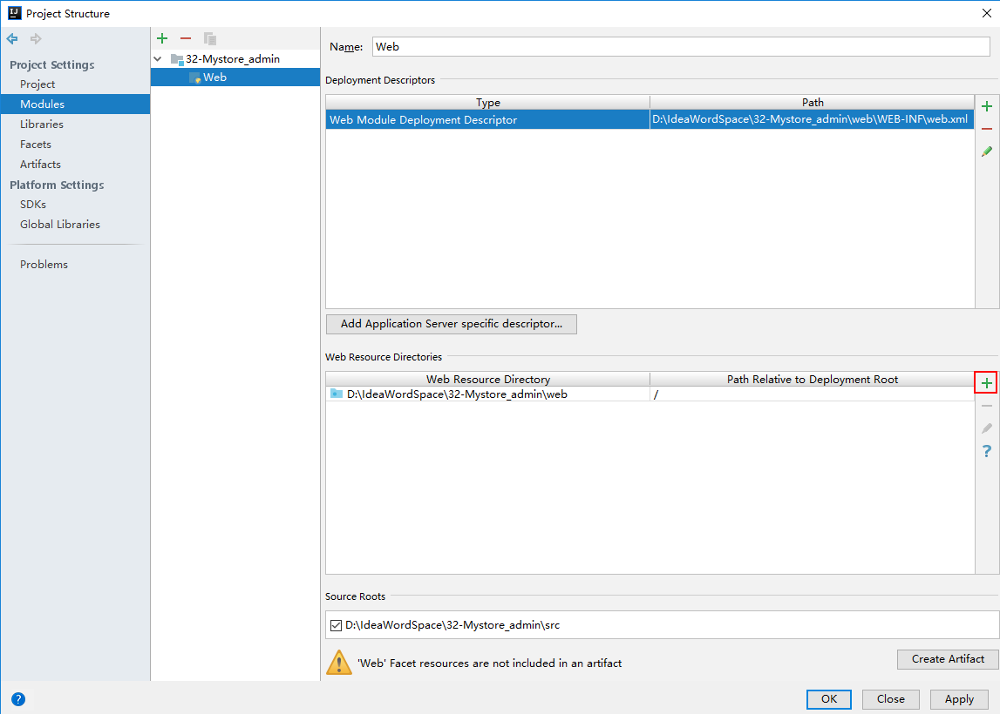 Project Structure
Project Settings
Project
Modules
Libraries
Facets
Artifacts
Platform Settings
SDKs
Global Libraries
Problems
32-Mystore_admin
Web
Name: Web
Deployment Descriptors
Type Path
Web Module Deployment Descriptor D:\IdeaWordSpace\32-Mystore_admin\web\WEB-INF\web.xml
Add Application Server specific descriptor...
Web Resource Directories
Web Resource Directory Path Relative to Deployment Root
D:\IdeaWordSpace\32-Mystore_admin\web /
Source Roots
D:\IdeaWordSpace\32-Mystore_admin\src
'Web' Facet resources are not included in an artifact Create Artifact
OK Close Apply